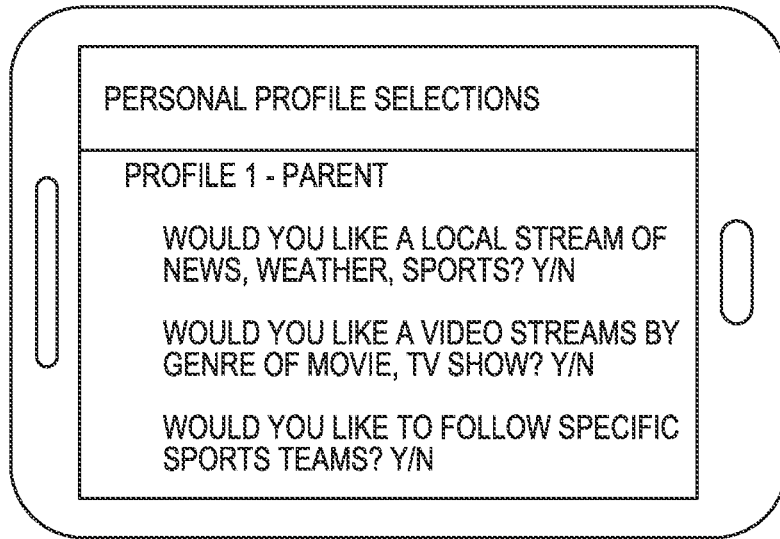 PERSONAL PROFILE SELECTIONS
PROFILE 1 - PARENT
WOULD YOU LIKE A LOCAL STREAM OF
NEWS, WEATHER, SPORTS? Y/N
WOULD YOU LIKE A VIDEO STREAMS BY
GENRE OF MOVIE, TV SHOW? Y/N
WOULD YOU LIKE TO FOLLOW SPECIFIC
SPORTS TEAMS? Y/N